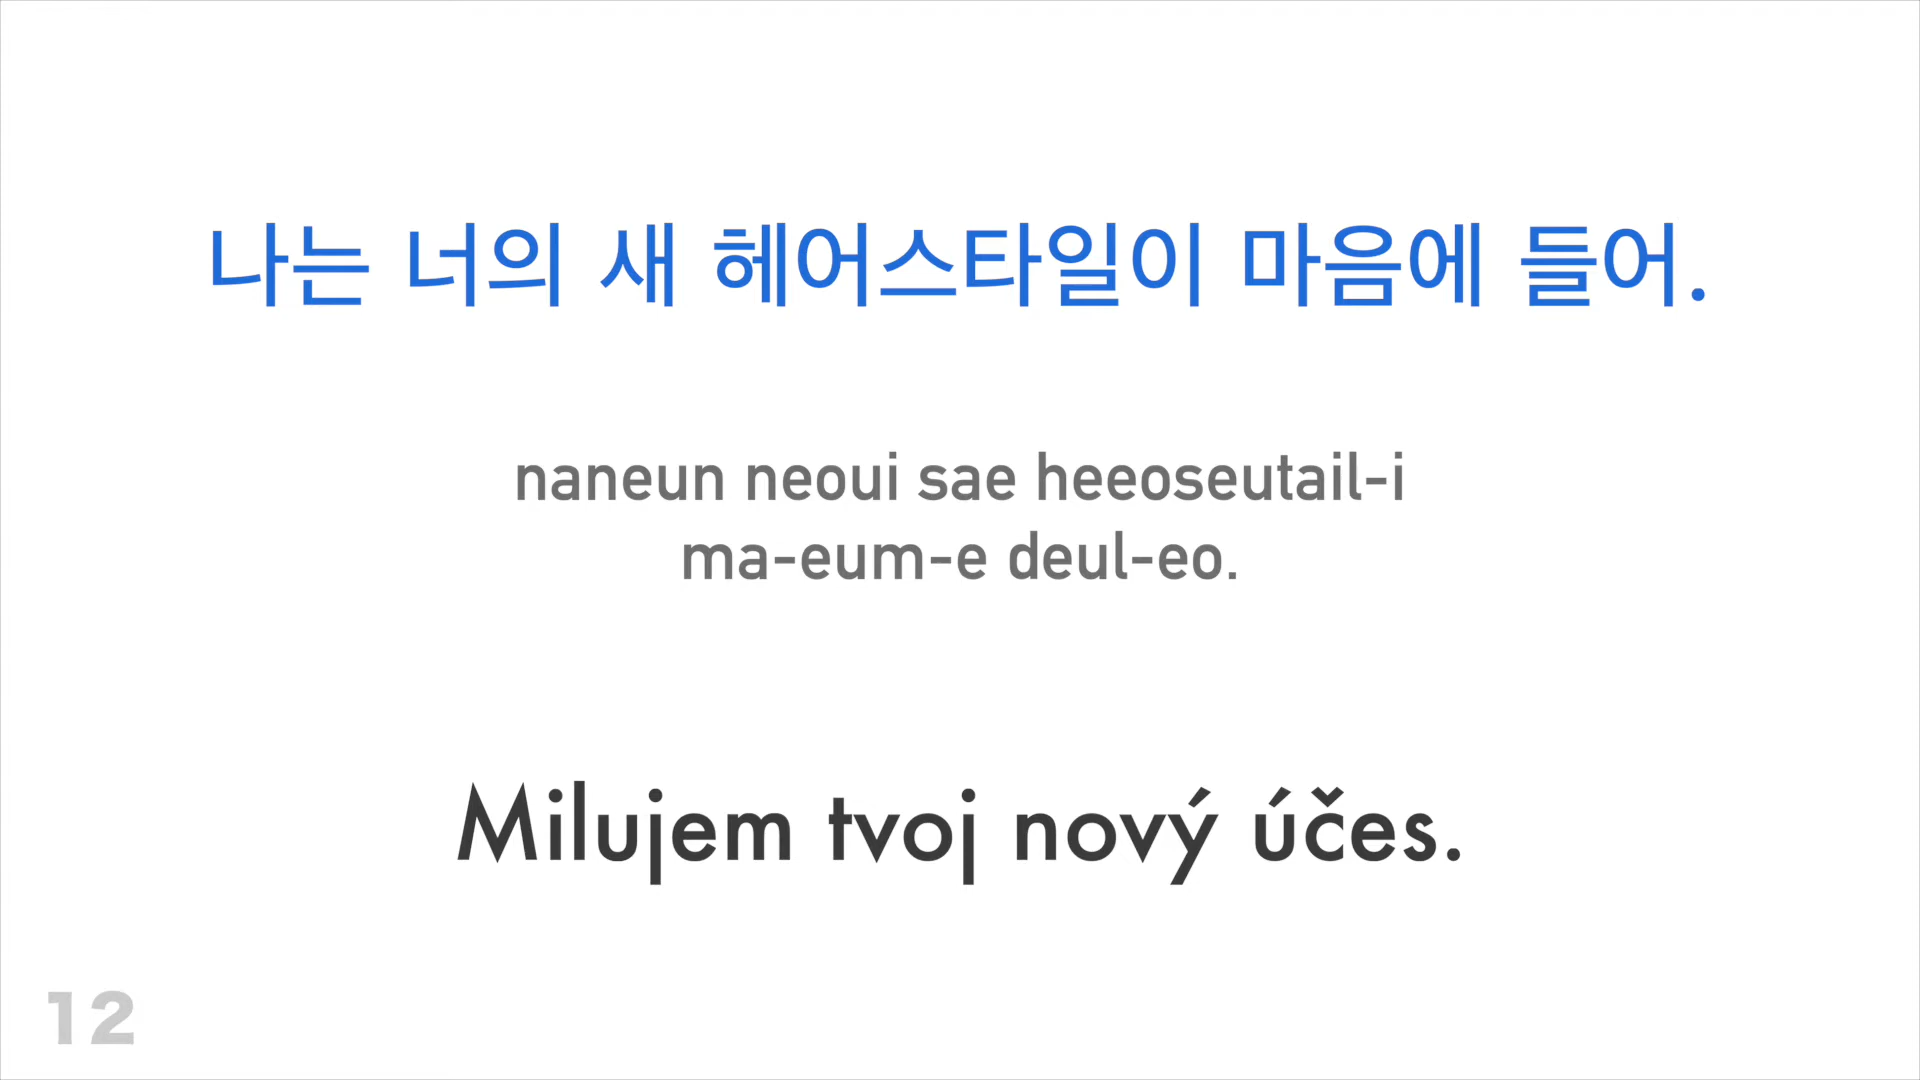 나는 너의 새 헤어스타일이 마음에 들어.
naneun neoui sae heeoseutail-i
ma-eum-e deul-eo.
Milujem tvoj nový účes.
12